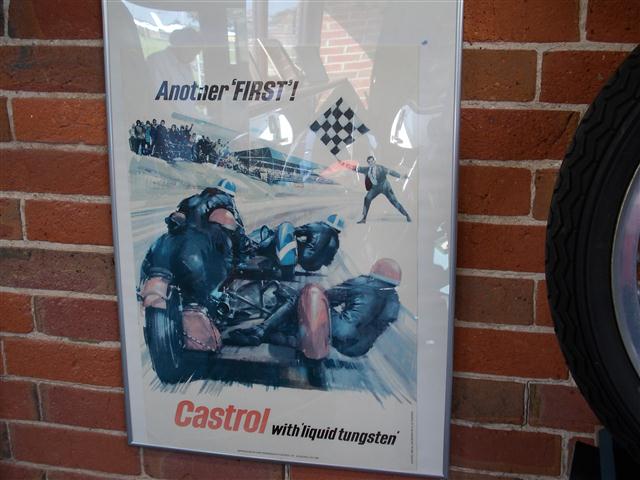 Another 'FIRST'!
Castrol with 'liquid tungsten'